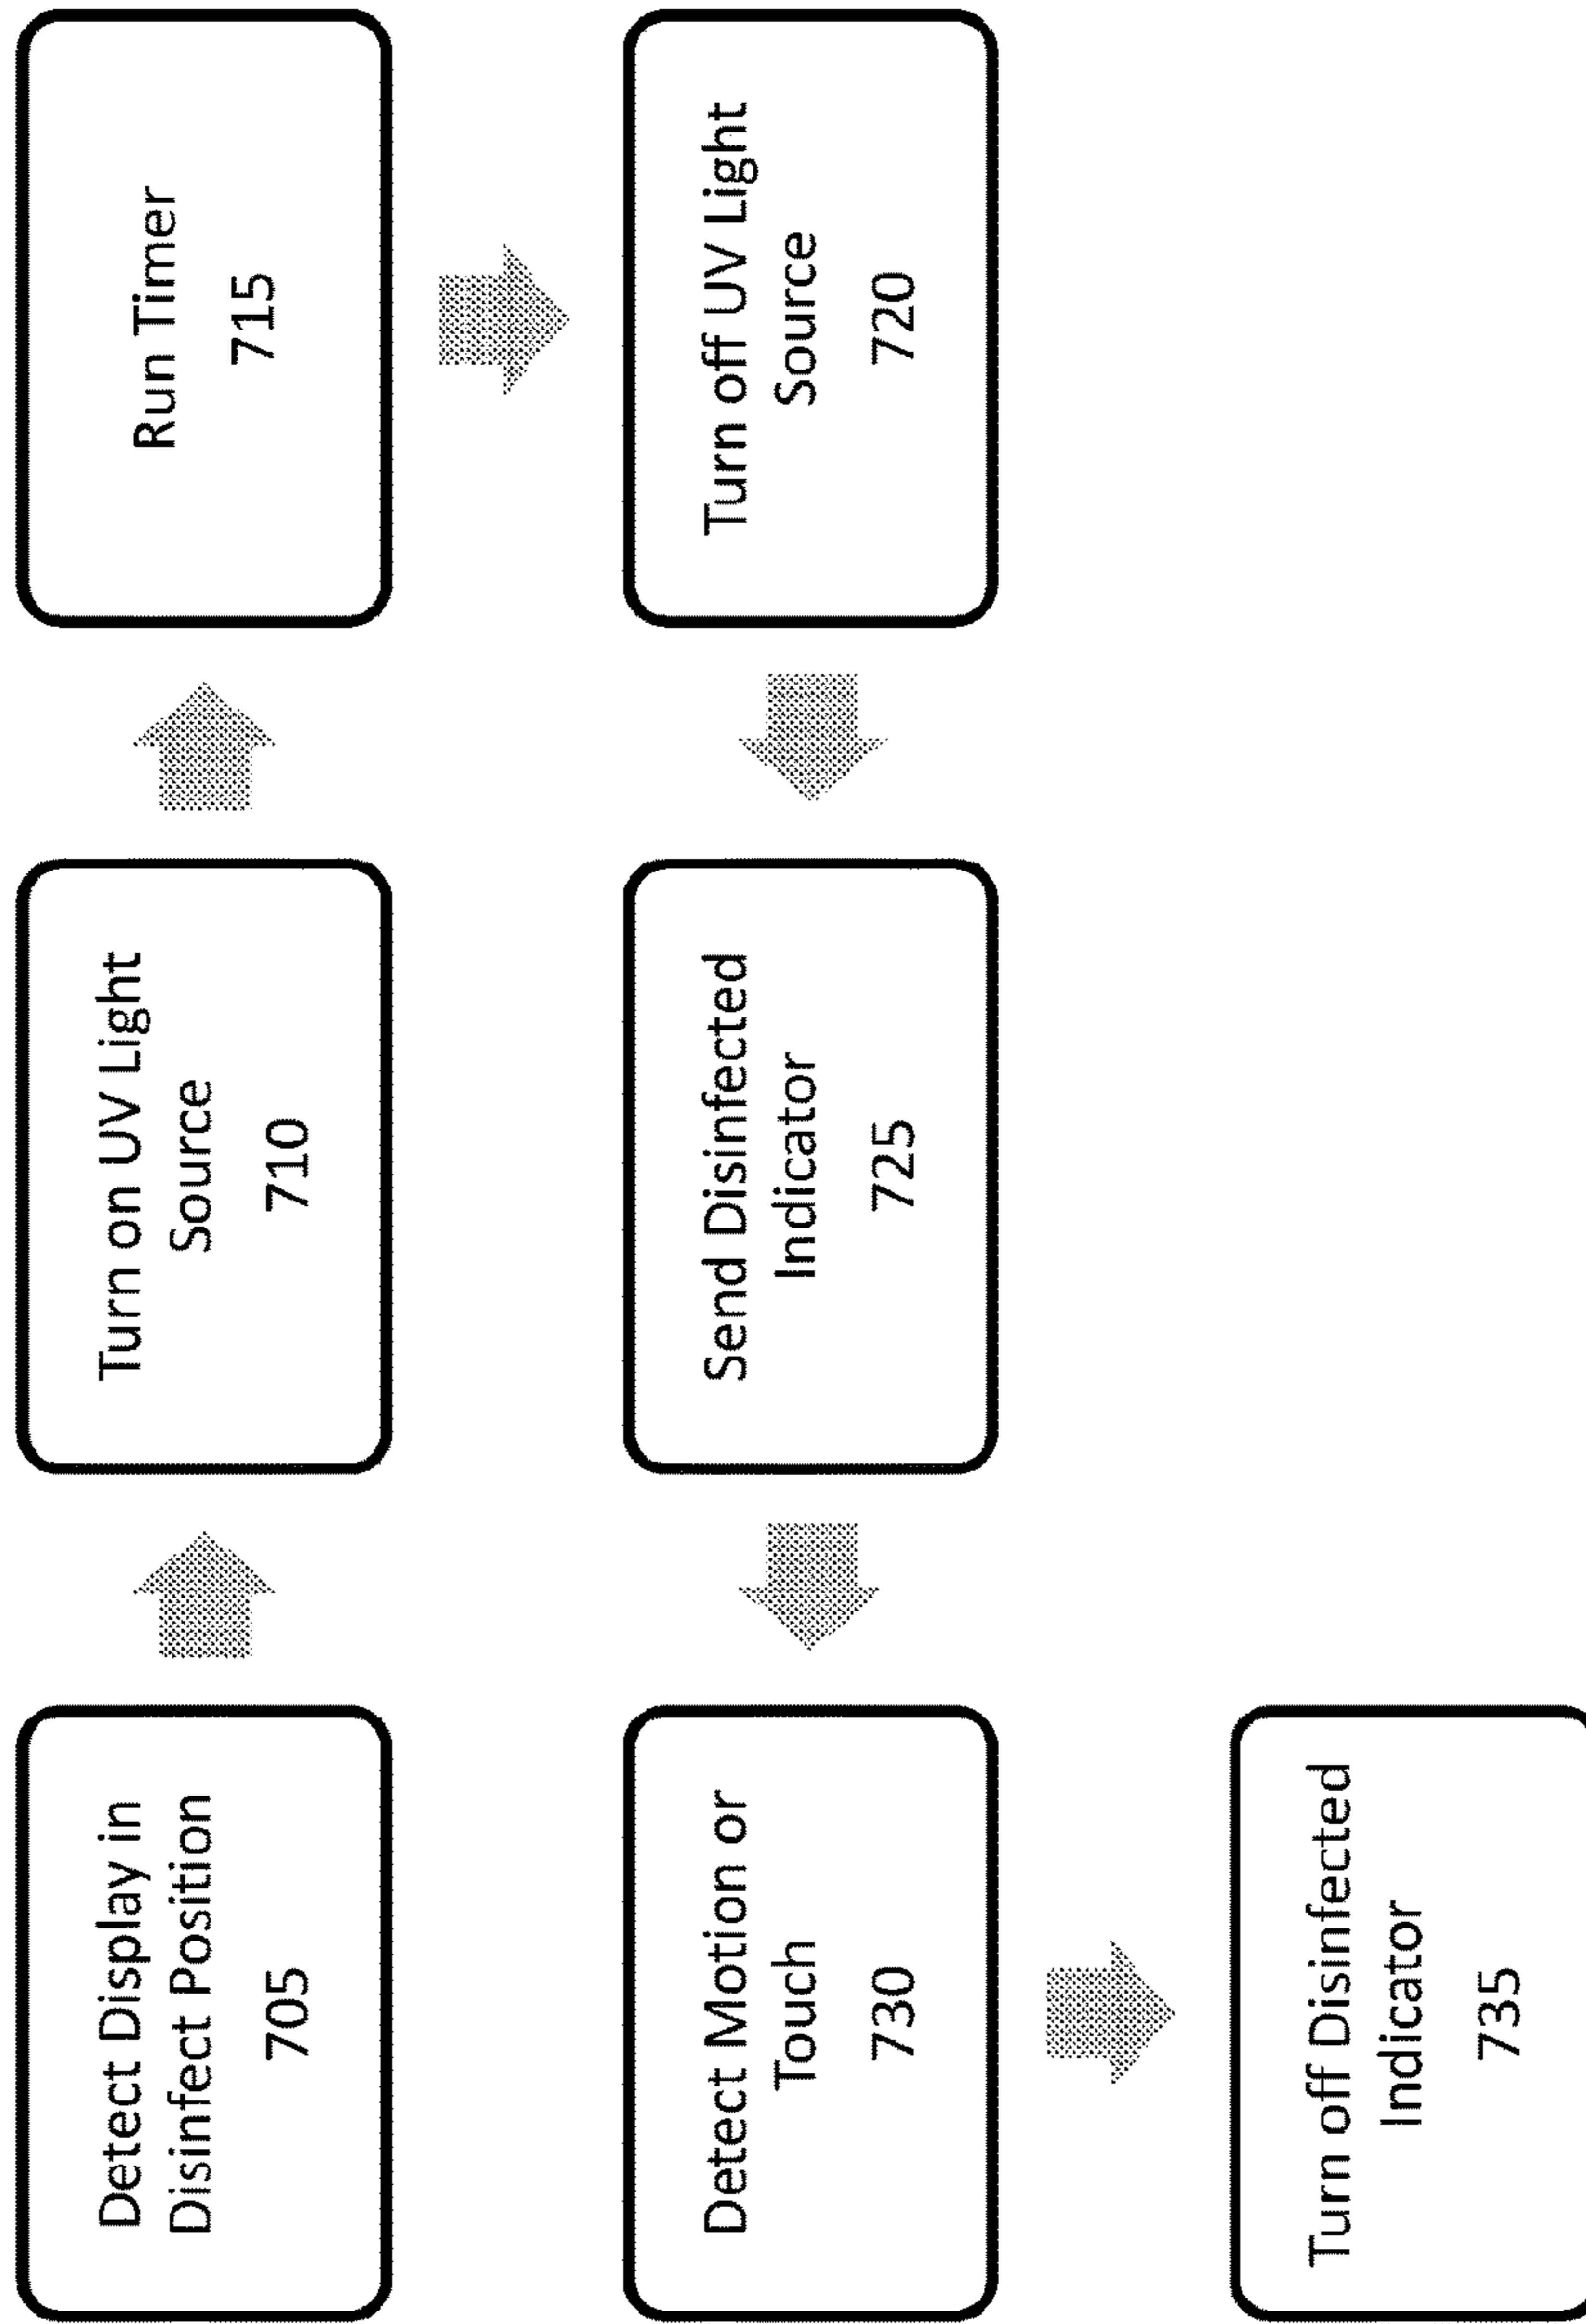 Detect Display in
Disinfect Position
705
Turn on UV Light
Source
710
Run Timer
715
Turn off UV Light
Source
720
Send Disinfected
Indicator
725
Detect Motion or
Touch
730
Turn off Disinfected
Indicator
735